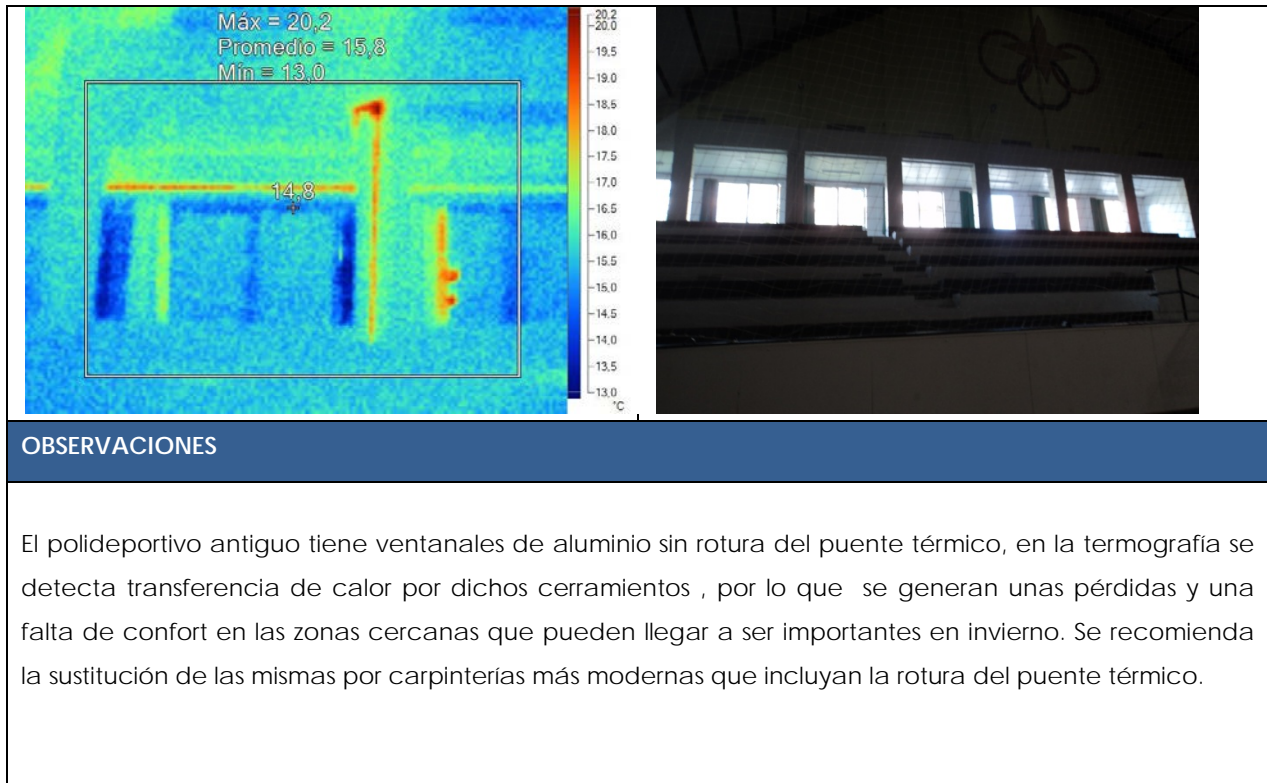 Máx = 20,2
Promedio = 15,8
Mín = 13,0
14,8
20.2
20.0
19.5
19.0
18.5
18.0
17.5
17.0
16.5
16.0
15.5
15.0
14.5
14.0
13.5
13.0
°C
OBSERVACIONES
El polideportivo antiguo tiene ventanales de aluminio sin rotura del puente térmico, en la termografía se
detecta transferencia de calor por dichos cerramientos , por lo que se generan unas pérdidas y una
falta de confort en las zonas cercanas que pueden llegar a ser importantes en invierno. Se recomienda
la sustitución de las mismas por carpinterías más modernas que incluyan la rotura del puente térmico.